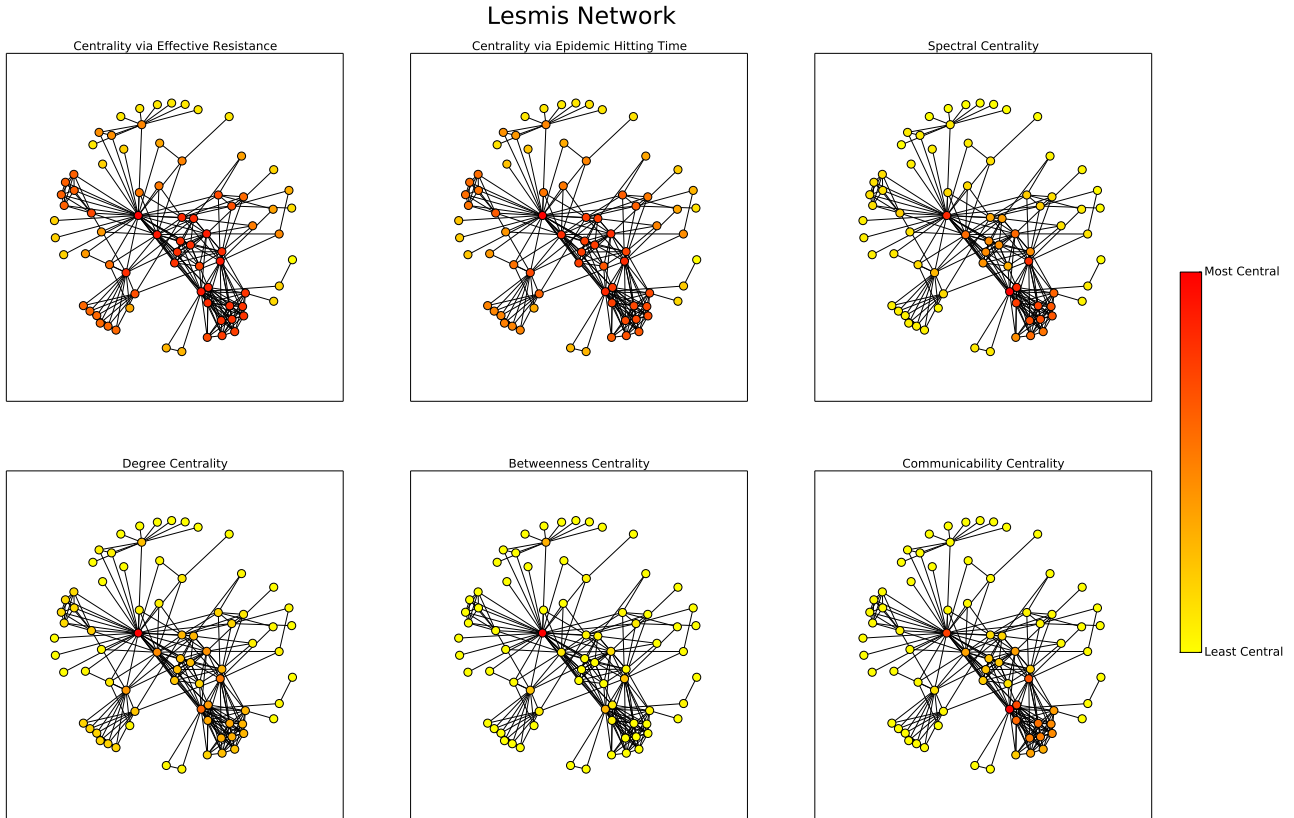 Lesmis Network
Centrality via Effective Resistance
Centrality via Epidemic Hitting Time
Spectral Centrality
Most Central
Least Central
Degree Centrality
Betweenness Centrality
Communicability Centrality